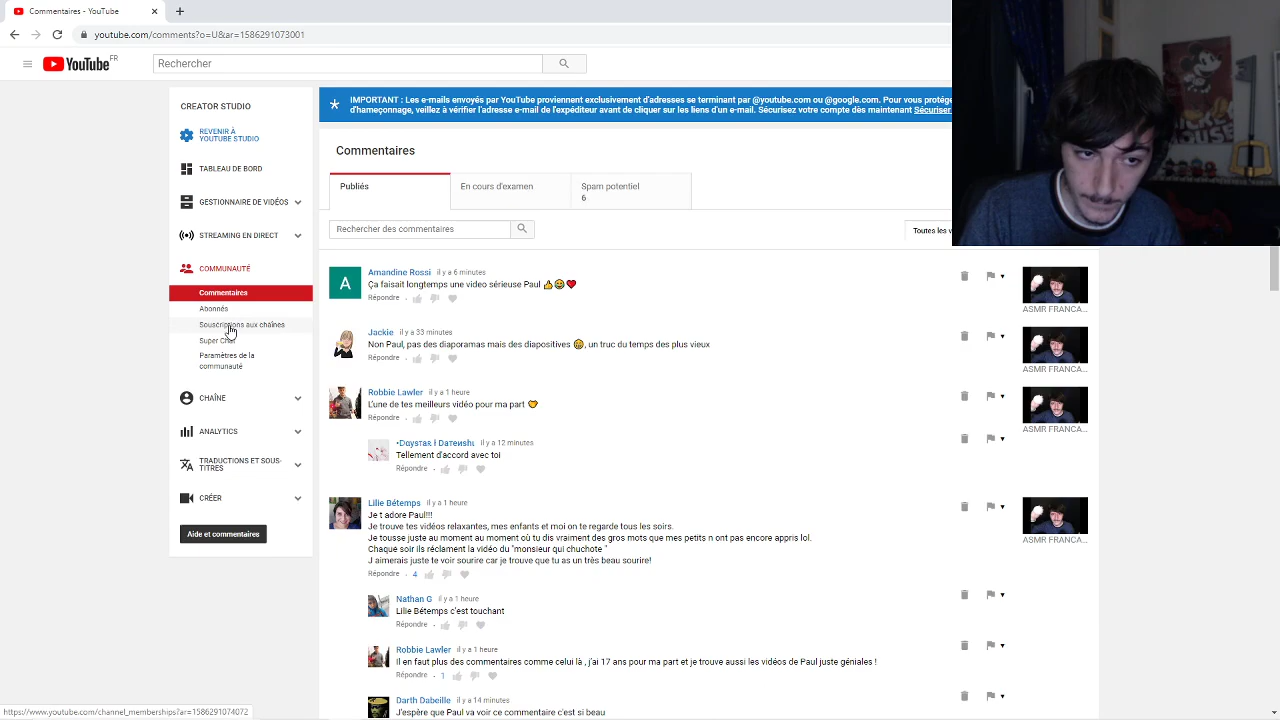 Commentaires - YouTube
youtube.com/comments?o=U&ar=1586291073001
YouTube FR
Rechercher
CREATOR STUDIO
REVENIR À
YOUTUBE STUDIO
TABLEAU DE BORD
GESTIONNAIRE DE VIDÉOS
STREAMING EN DIRECT
COMMUNAUTÉ
Commentaires
Abonnés
Souscriptions aux chaînes
Super Chat
Paramètres de la
communauté
CHAÎNE
ANALYTICS
TRADUCTIONS ET SOUS-
TITRES
CRÉER
Aide et commentaires
IMPORTANT : Les e-mails envoyés par YouTube proviennent exclusivement d'adresses se terminant par @youtube.com ou @google.com. Pour vous protége
d'hameçonnage, veillez à vérifier l'adresse e-mail de l'expéditeur avant de cliquer sur les liens d'un e-mail. Sécurisez votre compte dès maintenant Sécuriser
Commentaires
Publiés
En cours d'examen
Spam potentiel
6
Rechercher des commentaires
Toutes les v
Amandine Rossi il y a 6 minutes
Ça faisait longtemps une video sérieuse Paul 👍😄❤️
Répondre
ASMR FRANCA...
Jackie il y a 33 minutes
Non Paul, pas des diaporamas mais des diapositives 😄, un truc du temps des plus vieux
Répondre
ASMR FRANCA...
Robbie Lawler il y a 1 heure
L'une de tes meilleurs vidéo pour ma part
Répondre
ASMR FRANCA...
il y a 12 minutes
Tellement d'accord avec toi
Répondre
Lilie Bétemps il y a 1 heure
Je t adore Paul!!!
Je trouve tes vidéos relaxantes, mes enfants et moi on te regarde tous les soirs.
Je tousse juste au moment au moment où tu dis vraiment des gros mots que mes petits n ont pas encore appris lol.
Chaque soir ils réclament la vidéo du "monsieur qui chuchote "
J aimerais juste te voir sourire car je trouve que tu as un très beau sourire!
Répondre 4
ASMR FRANCA...
Nathan G il y a 1 heure
Lilie Bétemps c'est touchant
Répondre
Robbie Lawler il y a 1 heure
Il en faut plus des commentaires comme celui là , j'ai 17 ans pour ma part et je trouve aussi les vidéos de Paul juste géniales !
Répondre 1
Darth Dabeille il y a 14 minutes
J'espère que Paul va voir ce commentaire c'est si beau
https://www.youtube.com/channel_memberships?ar=1586291074072